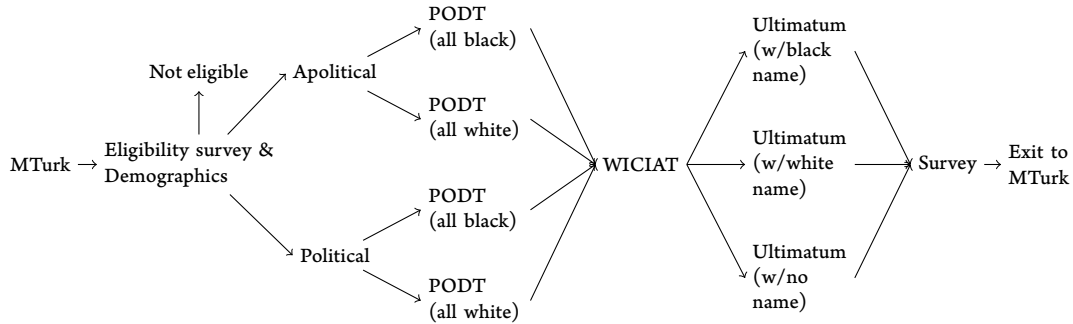 MTurk
Eligibility survey &
Demographics
Not eligible
Apolitical
Political
PODT
(all black)
PODT
(all white)
PODT
(all black)
PODT
(all white)
WICIAT
Ultimatum
(w/black
name)
Ultimatum
(w/white
name)
Ultimatum
(w/no
name)
Survey
Exit to
MTurk